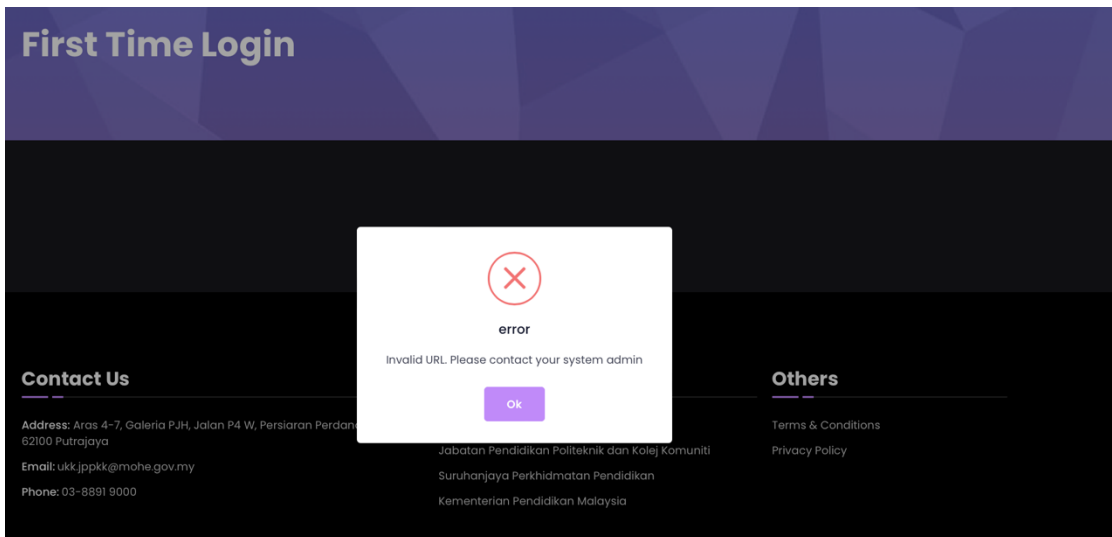 First Time Login
error
Invalid URL. Please contact your system admin
Ok
Contact Us
Address: Aras 4-7, Galeria PJH, Jalan P4 W, Persiaran
62100 Putrajaya
Email: ukk.jppkk@mohe.gov.my
Phone: 03-8891 9000
Jabatan Pendidikan Politeknik dan Kolej Komuniti
Suruhanjaya Perkhidmatan Pendidikan
Kementerian Pendidikan Malaysia
Others
Terms & Conditions
Privacy Policy